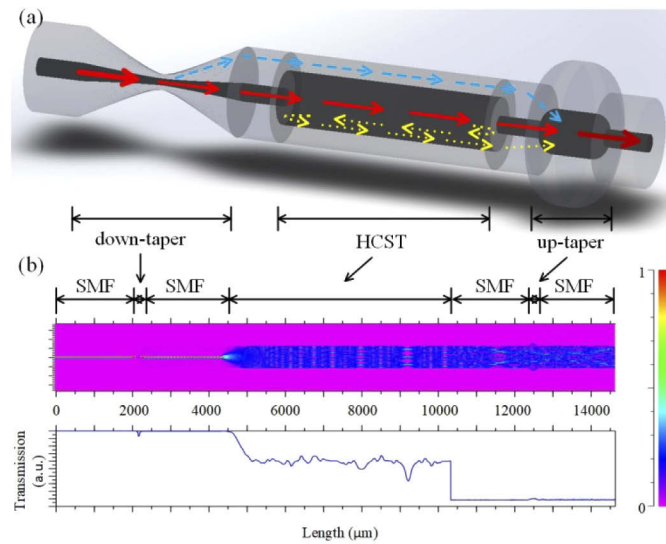 (a)
down-taper
HCST
up-taper
(b)
SMF
SMF
SMF
SMF
1
0
0 2000 4000 6000 8000 10000 12000 14000
Transmission
(a.u.)
Length (μm)